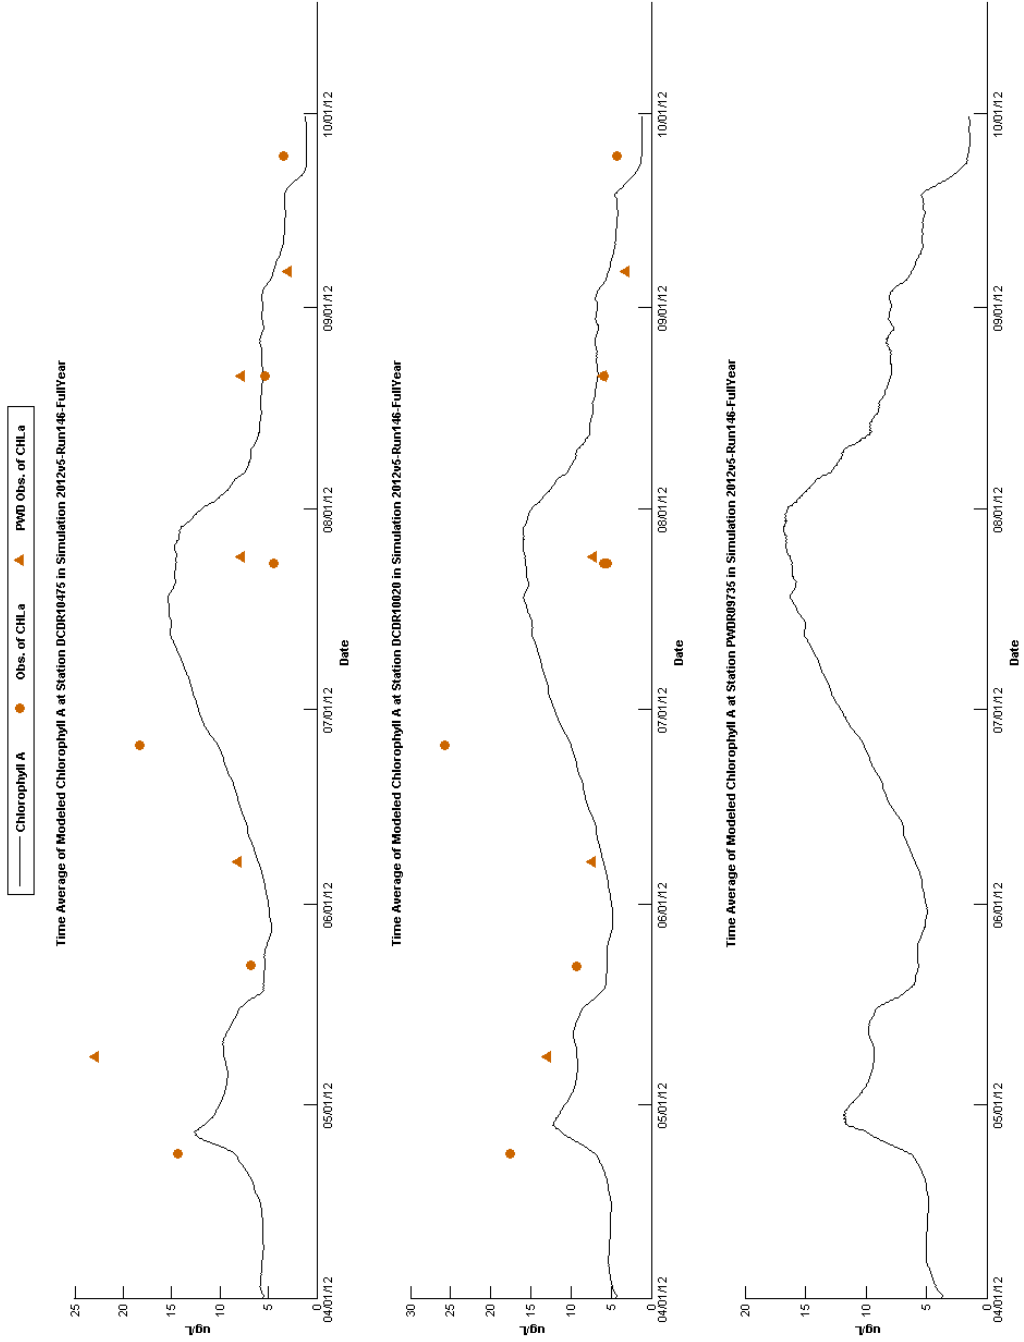 Chlorophyll A Obs. of CHLa PWD Obs. of CHLa
Time Average of Modeled Chlorophyll A at Station DCDR10475 in Simulation 2012v5-Run146-FullYear
25
20
15
10
5
0
ug/L
04/01/12 05/01/12 06/01/12 07/01/12 08/01/12 09/01/12 10/01/12
Date
Time Average of Modeled Chlorophyll A at Station DCDR10020 in Simulation 2012v5-Run146-FullYear
30
25
20
15
10
5
0
ug/L
04/01/12 05/01/12 06/01/12 07/01/12 08/01/12 09/01/12 10/01/12
Date
Time Average of Modeled Chlorophyll A at Station PWDR09735 in Simulation 2012v5-Run146-FullYear
20
15
10
5
0
ug/L
04/01/12 05/01/12 06/01/12 07/01/12 08/01/12 09/01/12 10/01/12
Date